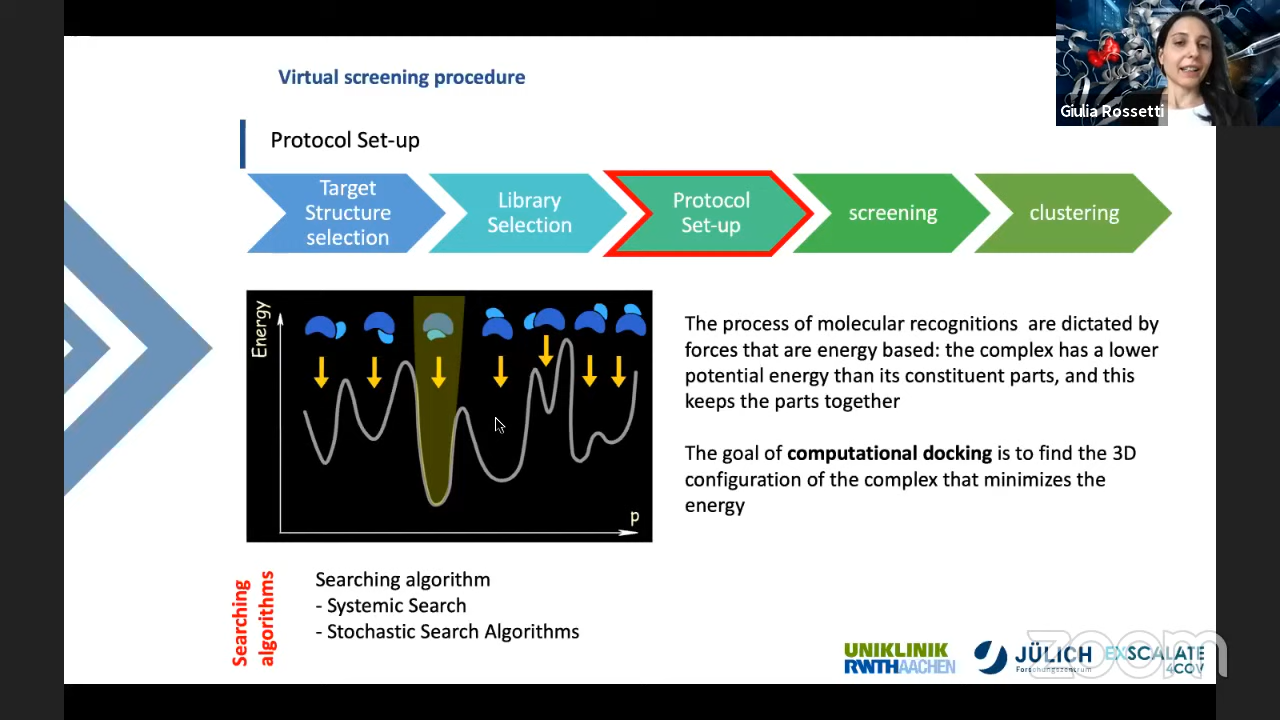 Virtual screening procedure
Giulia Rossetti
Protocol Set-up
Target
Structure
selection
Library
Selection
Protocol
Set-up
screening
clustering
Energy
p
The process of molecular recognitions are dictated by
forces that are energy based: the complex has a lower
potential energy than its constituent parts, and this
keeps the parts together
The goal of computational docking is to find the 3D
configuration of the complex that minimizes the
energy
Searching
algorithms
Searching algorithm
- Systemic Search
- Stochastic Search Algorithms
UNIKLINIK
RWTHAACHEN
JÜLICH
Forschungszentrum
EXSCALATE
4COV
zoom